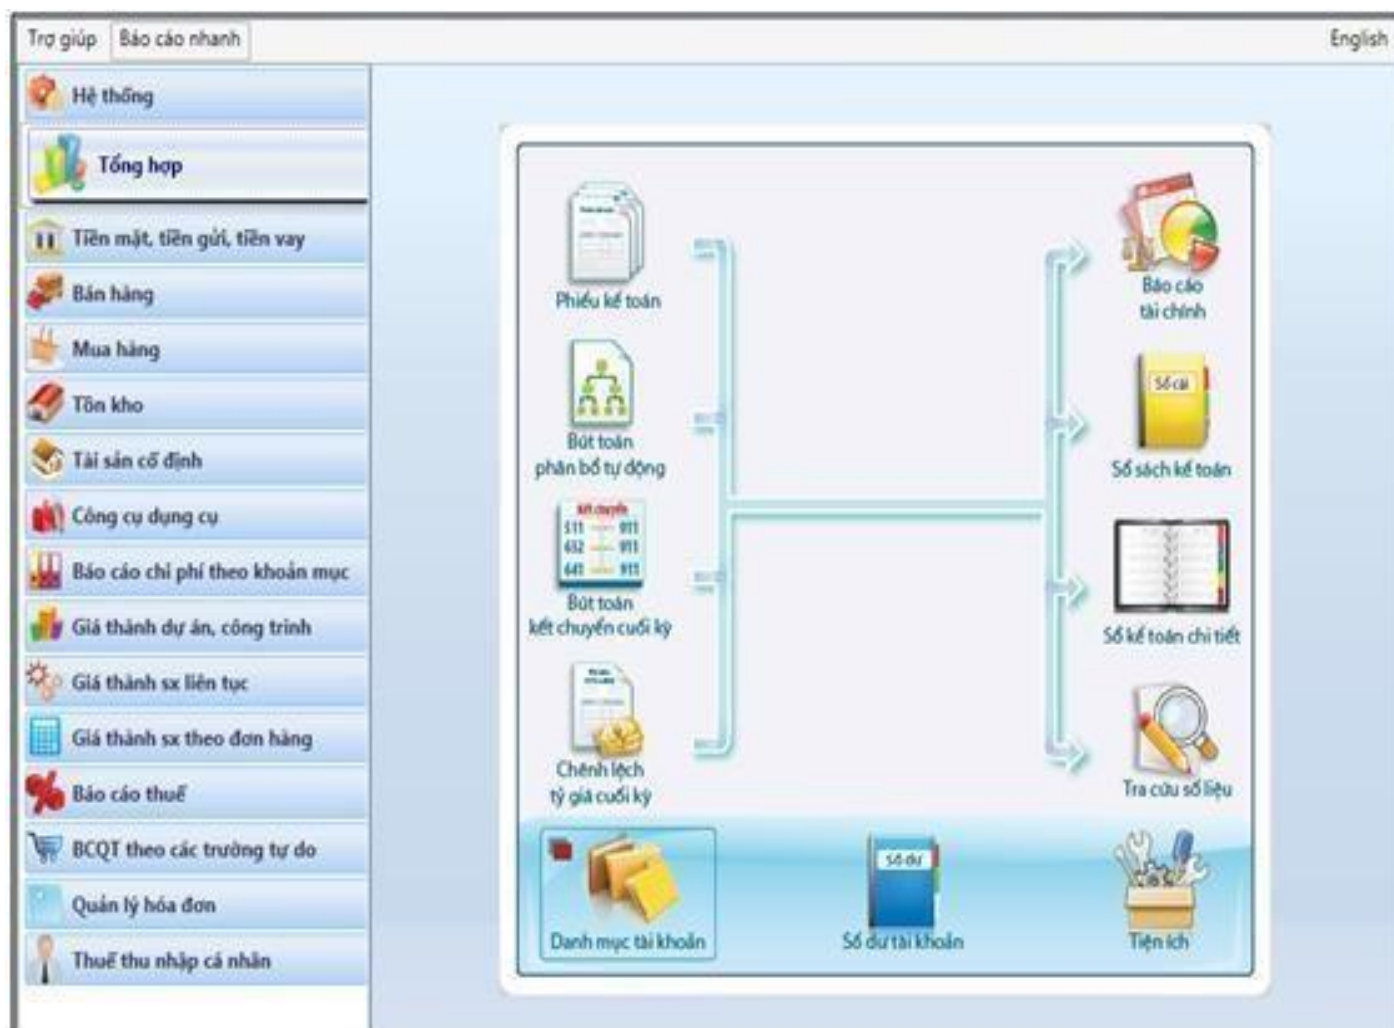 Trợ giúp
Báo cáo nhanh
English
Hệ thống
Tổng hợp
Tiền mặt, tiền gửi, tiền vay
Bán hàng
Mua hàng
Tồn kho
Tài sản cố định
Công cụ dụng cụ
Báo cáo chi phí theo khoản mục
Giá thành dự án, công trình
Giá thành sx liên tục
Giá thành sx theo đơn hàng
Báo cáo thuế
BCQT theo các trường tự do
Quản lý hóa đơn
Thuế thu nhập cá nhân
Phiếu kế toán
Bút toán
phân bổ tự động
Kết chuyển
511 911
632 911
641 911
Bút toán
kết chuyển cuối kỳ
Chênh lệch
tỷ giá cuối kỳ
Báo cáo
tài chính
Sổ cái
Sổ sách kế toán
Sổ kế toán chi tiết
Tra cứu số liệu
Danh mục tài khoản
Số dư
Số dư tài khoản
Tiện ích